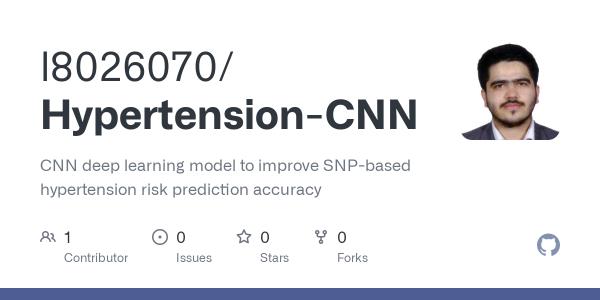 l8026070/
Hypertension-CNN
CNN deep learning model to improve SNP-based
hypertension risk prediction accuracy
1
Contributor
0
Issues
0
Stars
0
Forks